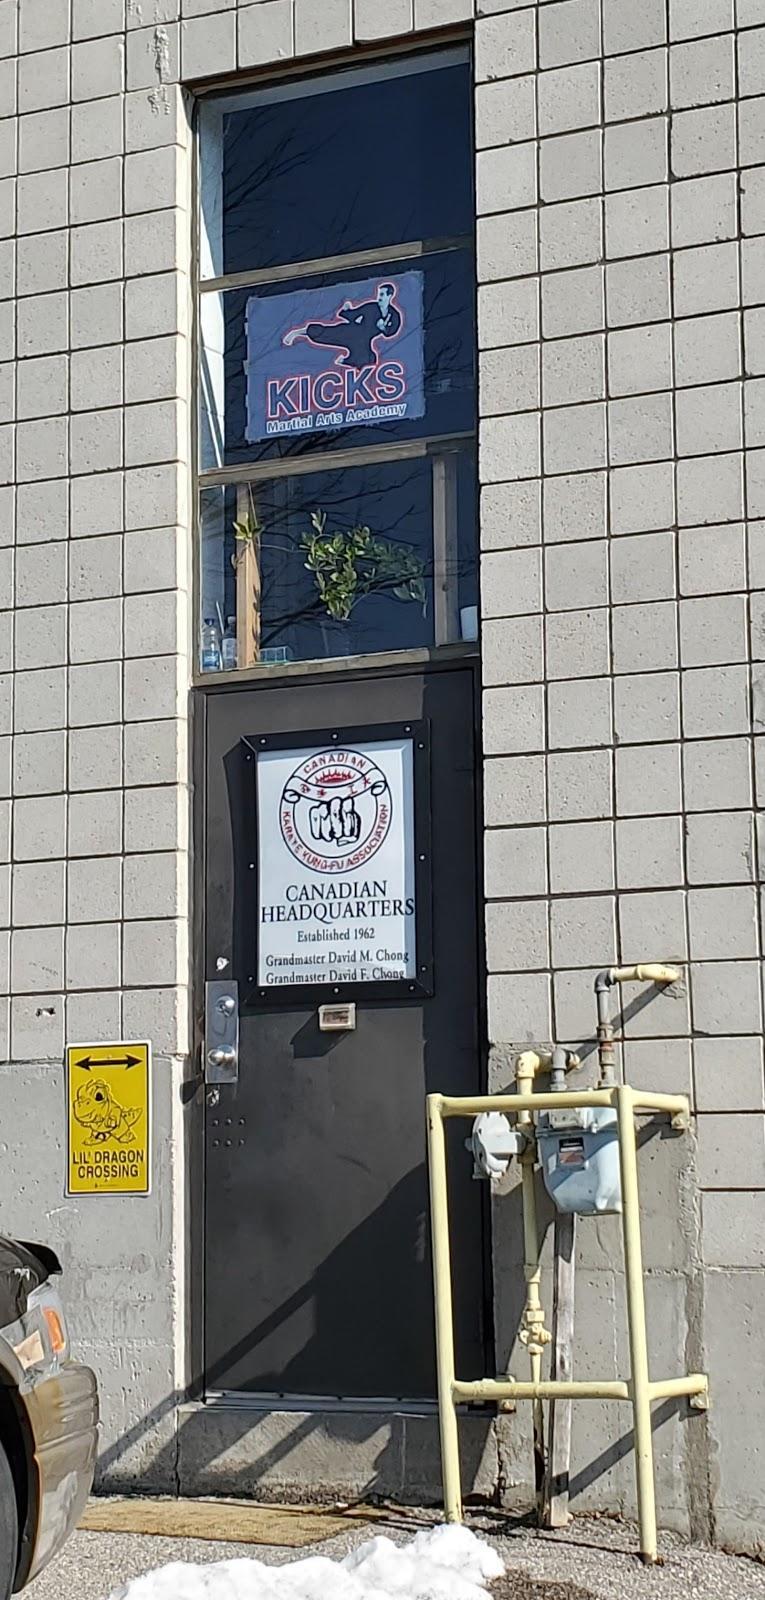 KICKS
Martial Arts Academy
CANADIAN
KARATE KUNG-FU ASSOCIATION
CANADIAN
HEADQUARTERS
Established 1962
Grandmaster David M. Chong
Grandmaster David F. Chong
LIL' DRAGON
CROSSING